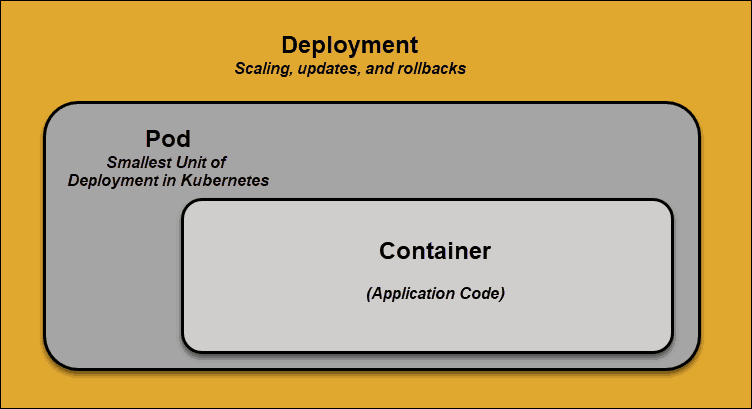 Deployment
Scaling, updates, and rollbacks
Pod
Smallest Unit of
Deployment in Kubernetes
Container
(Application Code)